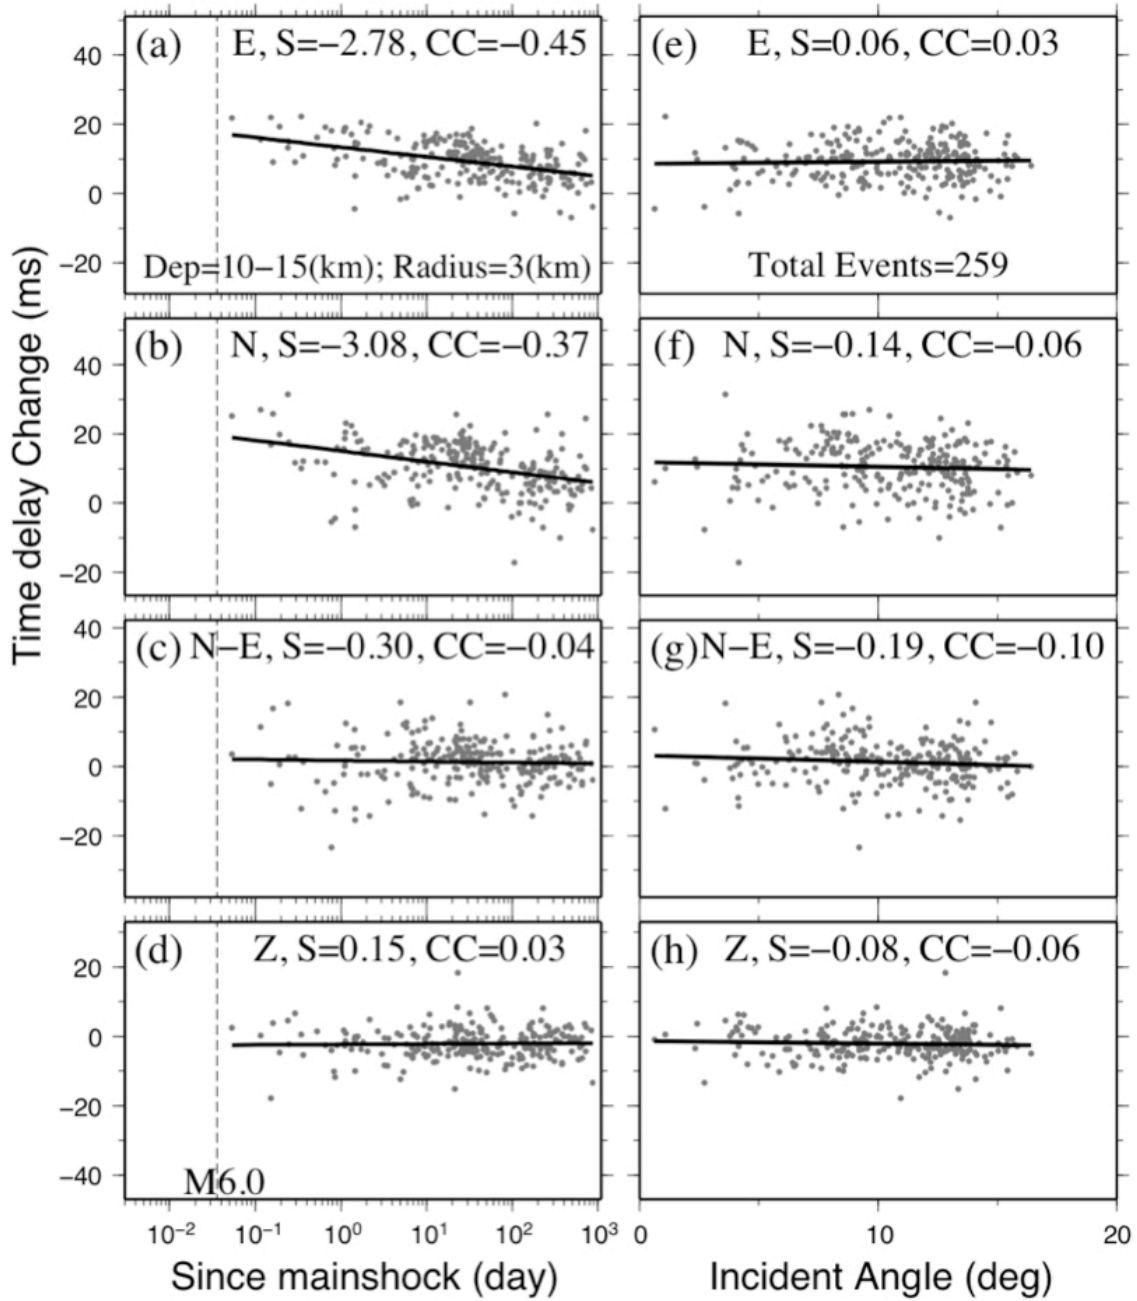 Time delay Change (ms)
(a) E, S=−2.78, CC=−0.45
40
20
0
−20
Dep=10−15(km); Radius=3(km)
(e) E, S=0.06, CC=0.03
Total Events=259
(b) N, S=−3.08, CC=−0.37
40
20
0
−20
(f) N, S=−0.14, CC=−0.06
(c) N−E, S=−0.30, CC=−0.04
40
20
0
−20
(g) N−E, S=−0.19, CC=−0.10
(d) Z, S=0.15, CC=0.03
20
0
−20
−40
M6.0
(h) Z, S=−0.08, CC=−0.06
10⁻² 10⁻¹ 10⁰ 10¹ 10² 10³
0 10 20
Since mainshock (day)
Incident Angle (deg)